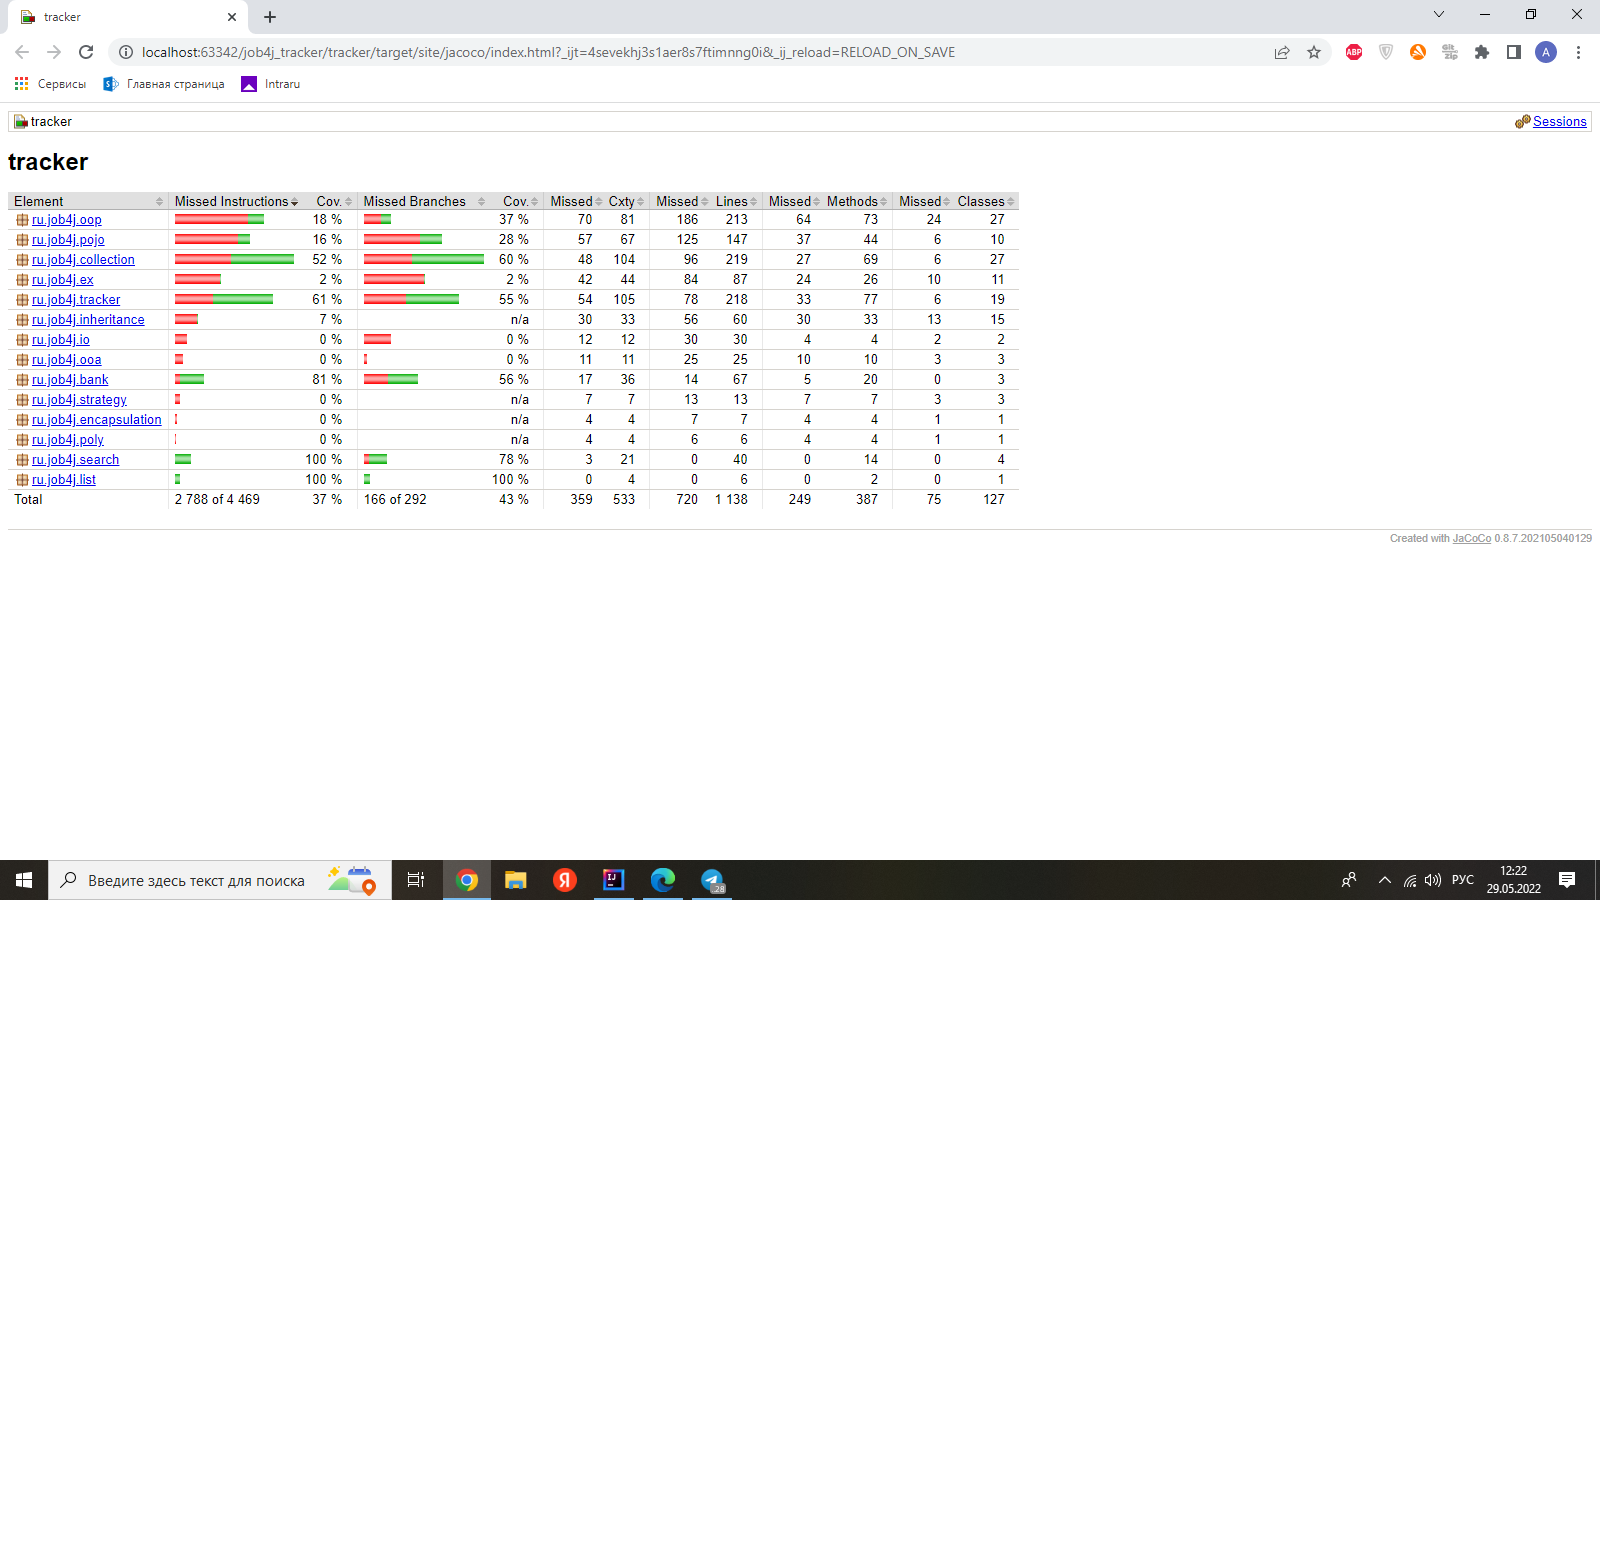 tracker
localhost:63342/job4j_tracker/tracker/target/site/jacoco/index.html?_ijt=4sevekhj3s1aer8s7ftimnng0i&_ij_reload=RELOAD_ON_SAVE
ABP
Git zip
A
Сервисы Главная страница Intraru
tracker Sessions
tracker
Element Missed Instructions Cov. Missed Branches Cov. Missed Cxty Missed Lines Missed Methods Missed Classes
ru.job4j.oop 18 % 37 % 70 81 186 213 64 73 24 27
ru.job4j.pojo 16 % 28 % 57 67 125 147 37 44 6 10
ru.job4j.collection 52 % 60 % 48 104 96 219 27 69 6 27
ru.job4j.ex 2 % 2 % 42 44 84 87 24 26 10 11
ru.job4j.tracker 61 % 55 % 54 105 78 218 33 77 6 19
ru.job4j.inheritance 7 % n/a 30 33 56 60 30 33 13 15
ru.job4j.io 0 % 0 % 12 12 30 30 4 4 2 2
ru.job4j.ooa 0 % 0 % 11 11 25 25 10 10 3 3
ru.job4j.bank 81 % 56 % 17 36 14 67 5 20 0 3
ru.job4j.strategy 0 % n/a 7 7 13 13 7 7 3 3
ru.job4j.encapsulation 0 % n/a 4 4 7 7 4 4 1 1
ru.job4j.poly 0 % n/a 4 4 6 6 4 4 1 1
ru.job4j.search 100 % 78 % 3 21 0 40 0 14 0 4
ru.job4j.list 100 % 100 % 0 4 0 6 0 2 0 1
Total 2 788 of 4 469 37 % 166 of 292 43 % 359 533 720 1 138 249 387 75 127
Created with JaCoCo 0.8.7.202105040129
Введите здесь текст для поиска
Я
IJ
.28
РУС
12:22
29.05.2022